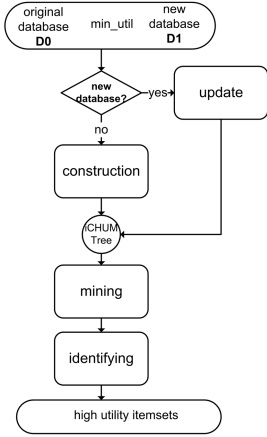 original
database
D0
min_util
new
database
D1
new
database?
yes
update
no
construction
iCHUM
Tree
mining
identifying
high utility itemsets